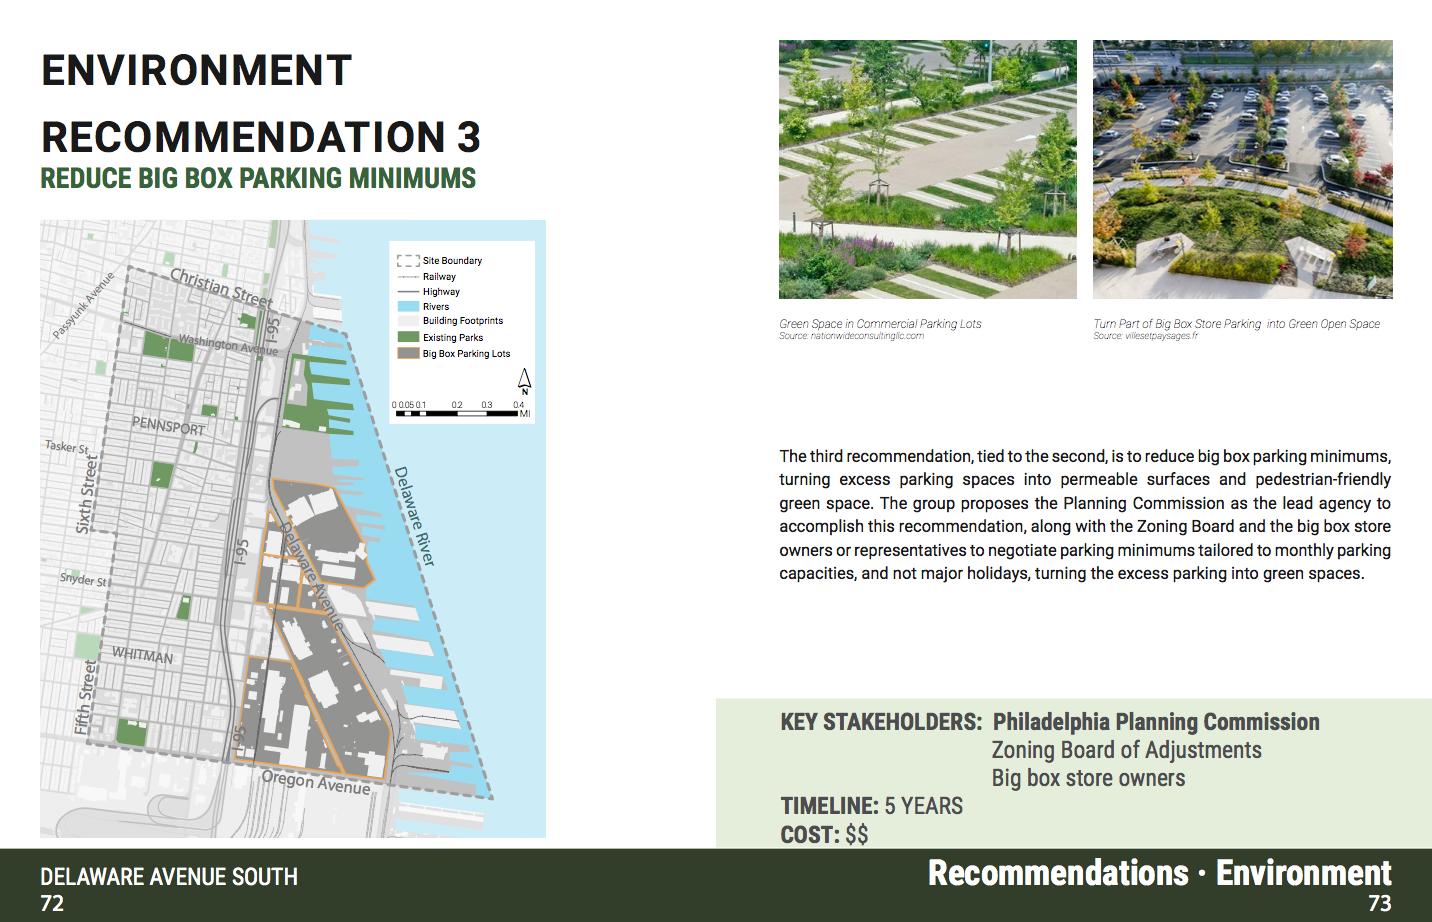 ENVIRONMENT
RECOMMENDATION 3
REDUCE BIG BOX PARKING MINIMUMS
Site Boundary
Railway
Highway
Rivers
Building Footprints
Existing Parks
Big Box Parking Lots
N
0 0.05 0.1 0.2 0.3 0.4
MI
Christian Street
Passyunk Avenue
I-95
Washington Avenue
PENNSPORT
Tasker St
Sixth Street
Delaware River
Delaware Avenue
I-95
Snyder St
WHITMAN
Fifth Street
I-95
Oregon Avenue
Green Space in Commercial Parking Lots
Source: nationwideconsultingllc.com
Turn Part of Big Box Store Parking into Green Open Space
Source: villesetpaysages.fr
The third recommendation, tied to the second, is to reduce big box parking minimums,
turning excess parking spaces into permeable surfaces and pedestrian-friendly
green space. The group proposes the Planning Commission as the lead agency to
accomplish this recommendation, along with the Zoning Board and the big box store
owners or representatives to negotiate parking minimums tailored to monthly parking
capacities, and not major holidays, turning the excess parking into green spaces.
KEY STAKEHOLDERS: Philadelphia Planning Commission
Zoning Board of Adjustments
Big box store owners
TIMELINE: 5 YEARS
COST: $$
DELAWARE AVENUE SOUTH
72
Recommendations · Environment
73